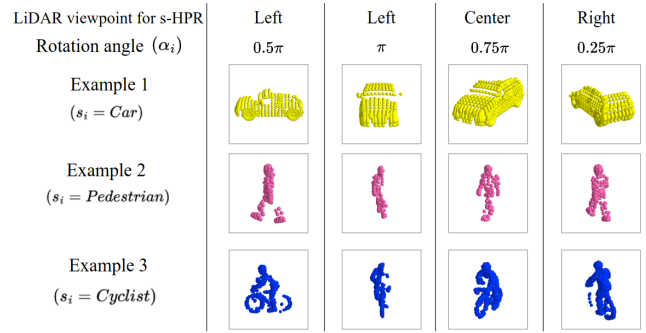 LiDAR viewpoint for s-HPR Left Left Center Right
Rotation angle (αᵢ) 0.5π π 0.75π 0.25π
Example 1
(sᵢ = Car)
Example 2
(sᵢ = Pedestrian)
Example 3
(sᵢ = Cyclist)